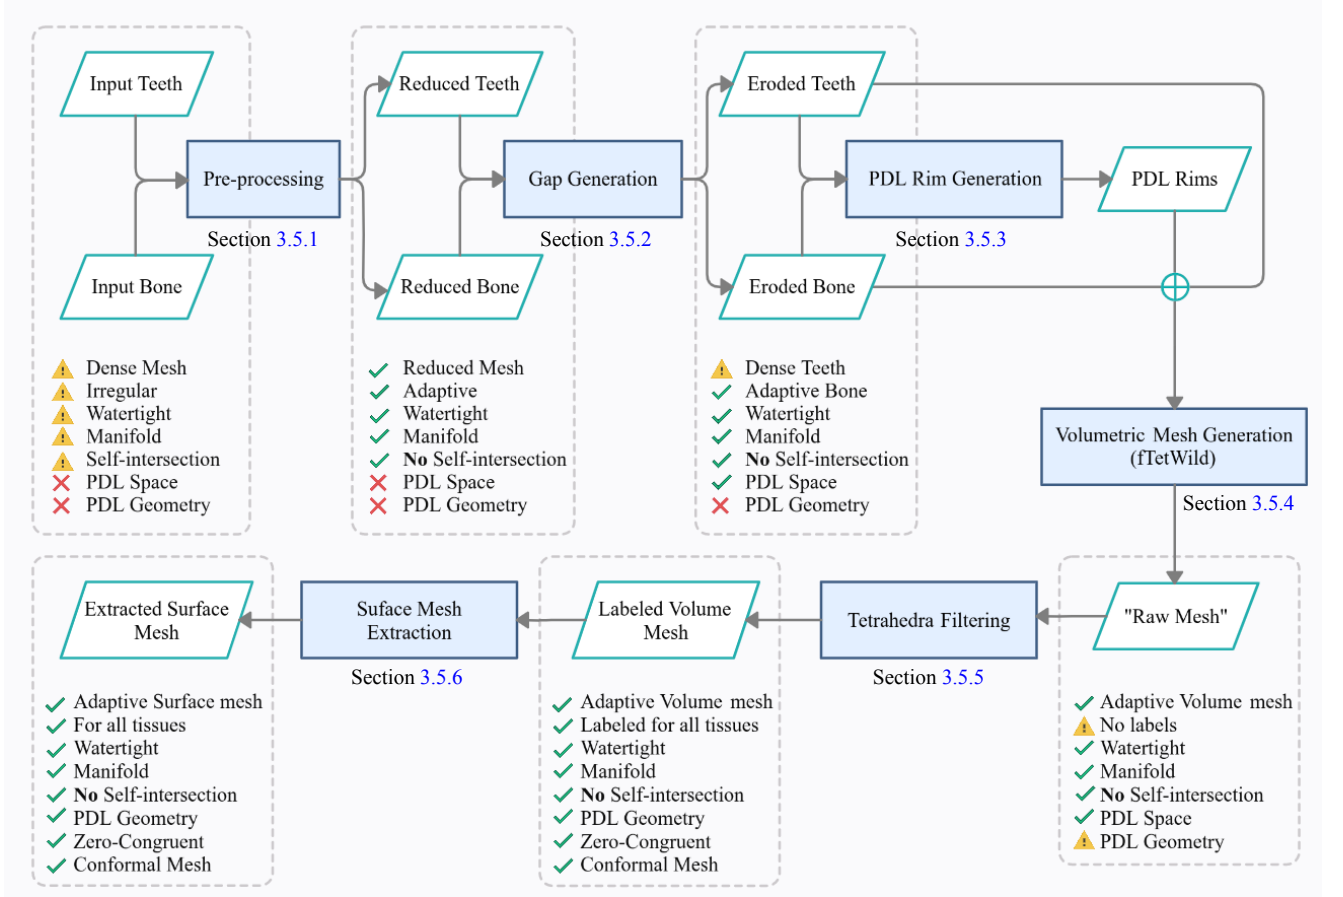 Input Teeth
Pre-processing
Section 3.5.1
Input Bone
Dense Mesh
Irregular
Watertight
Manifold
Self-intersection
PDL Space
PDL Geometry
Reduced Teeth
Gap Generation
Section 3.5.2
Reduced Bone
Reduced Mesh
Adaptive
Watertight
Manifold
No Self-intersection
PDL Space
PDL Geometry
Eroded Teeth
PDL Rim Generation
Section 3.5.3
PDL Rims
Eroded Bone
Dense Teeth
Adaptive Bone
Watertight
Manifold
No Self-intersection
PDL Space
PDL Geometry
Volumetric Mesh Generation
(fTetWild)
Section 3.5.4
"Raw Mesh"
Adaptive Volume mesh
No labels
Watertight
Manifold
No Self-intersection
PDL Space
PDL Geometry
Tetrahedra Filtering
Section 3.5.5
Labeled Volume
Mesh
Adaptive Volume mesh
Labeled for all tissues
Watertight
Manifold
No Self-intersection
PDL Geometry
Zero-Congruent
Conformal Mesh
Suface Mesh
Extraction
Section 3.5.6
Extracted Surface
Mesh
Adaptive Surface mesh
For all tissues
Watertight
Manifold
No Self-intersection
PDL Geometry
Zero-Congruent
Conformal Mesh